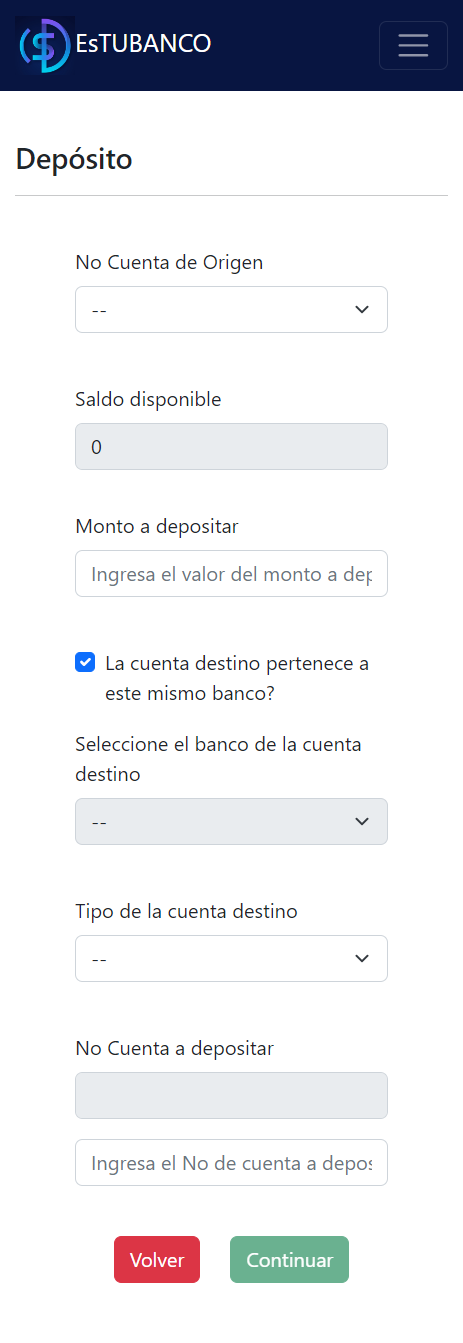 EsTUBANCO
Depósito
No Cuenta de Origen
--
Saldo disponible
0
Monto a depositar
Ingresa el valor del monto a dep
La cuenta destino pertenece a
este mismo banco?
Seleccione el banco de la cuenta
destino
--
Tipo de la cuenta destino
--
No Cuenta a depositar
Ingresa el No de cuenta a depos
Volver Continuar